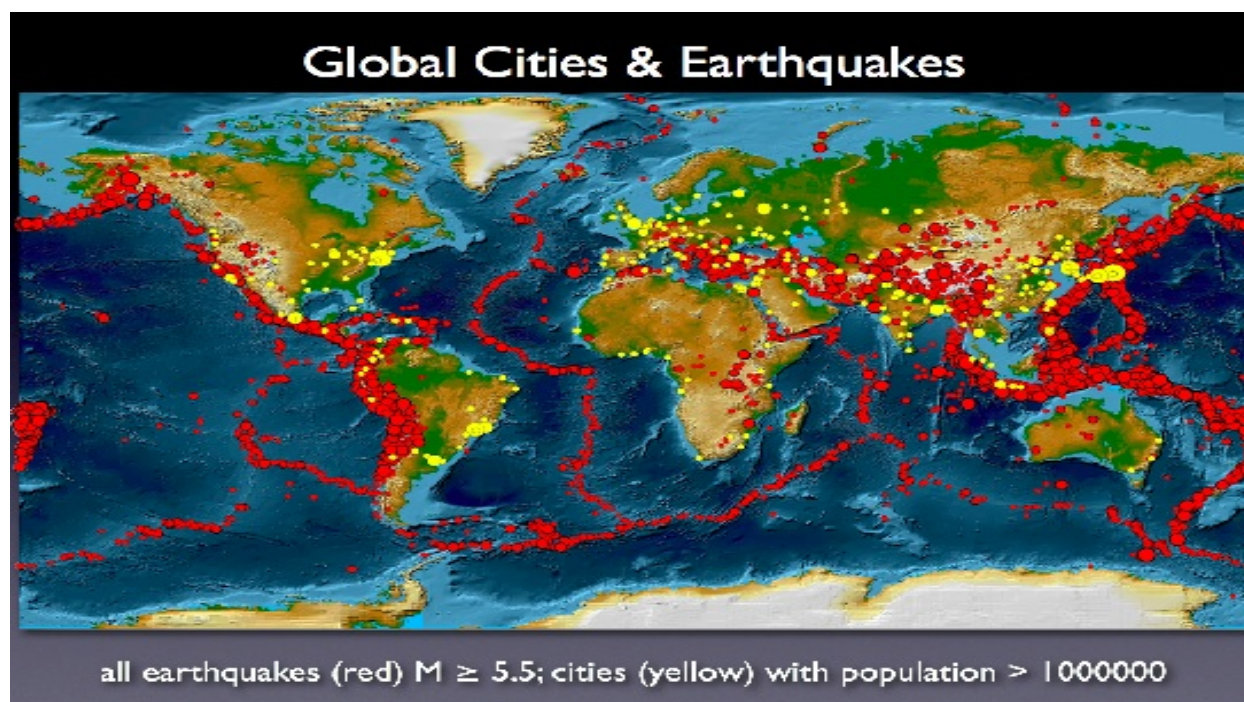 Global Cities & Earthquakes
all earthquakes (red) M ≥ 5.5; cities (yellow) with population > 1000000